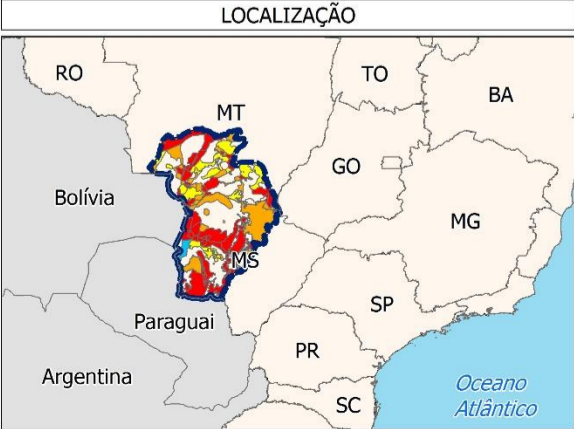 LOCALIZAÇÃO
RO
TO
BA
MT
GO
Bolívia
MG
MS
SP
Paraguai
PR
Argentina
Oceano
Atlântico
SC